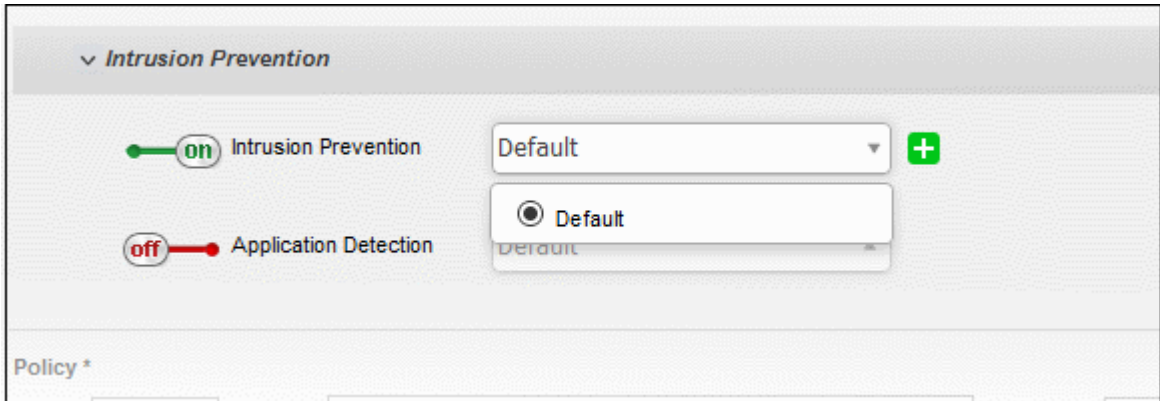 Intrusion Prevention
on Intrusion Prevention Default
Default
off Application Detection Default
Policy *